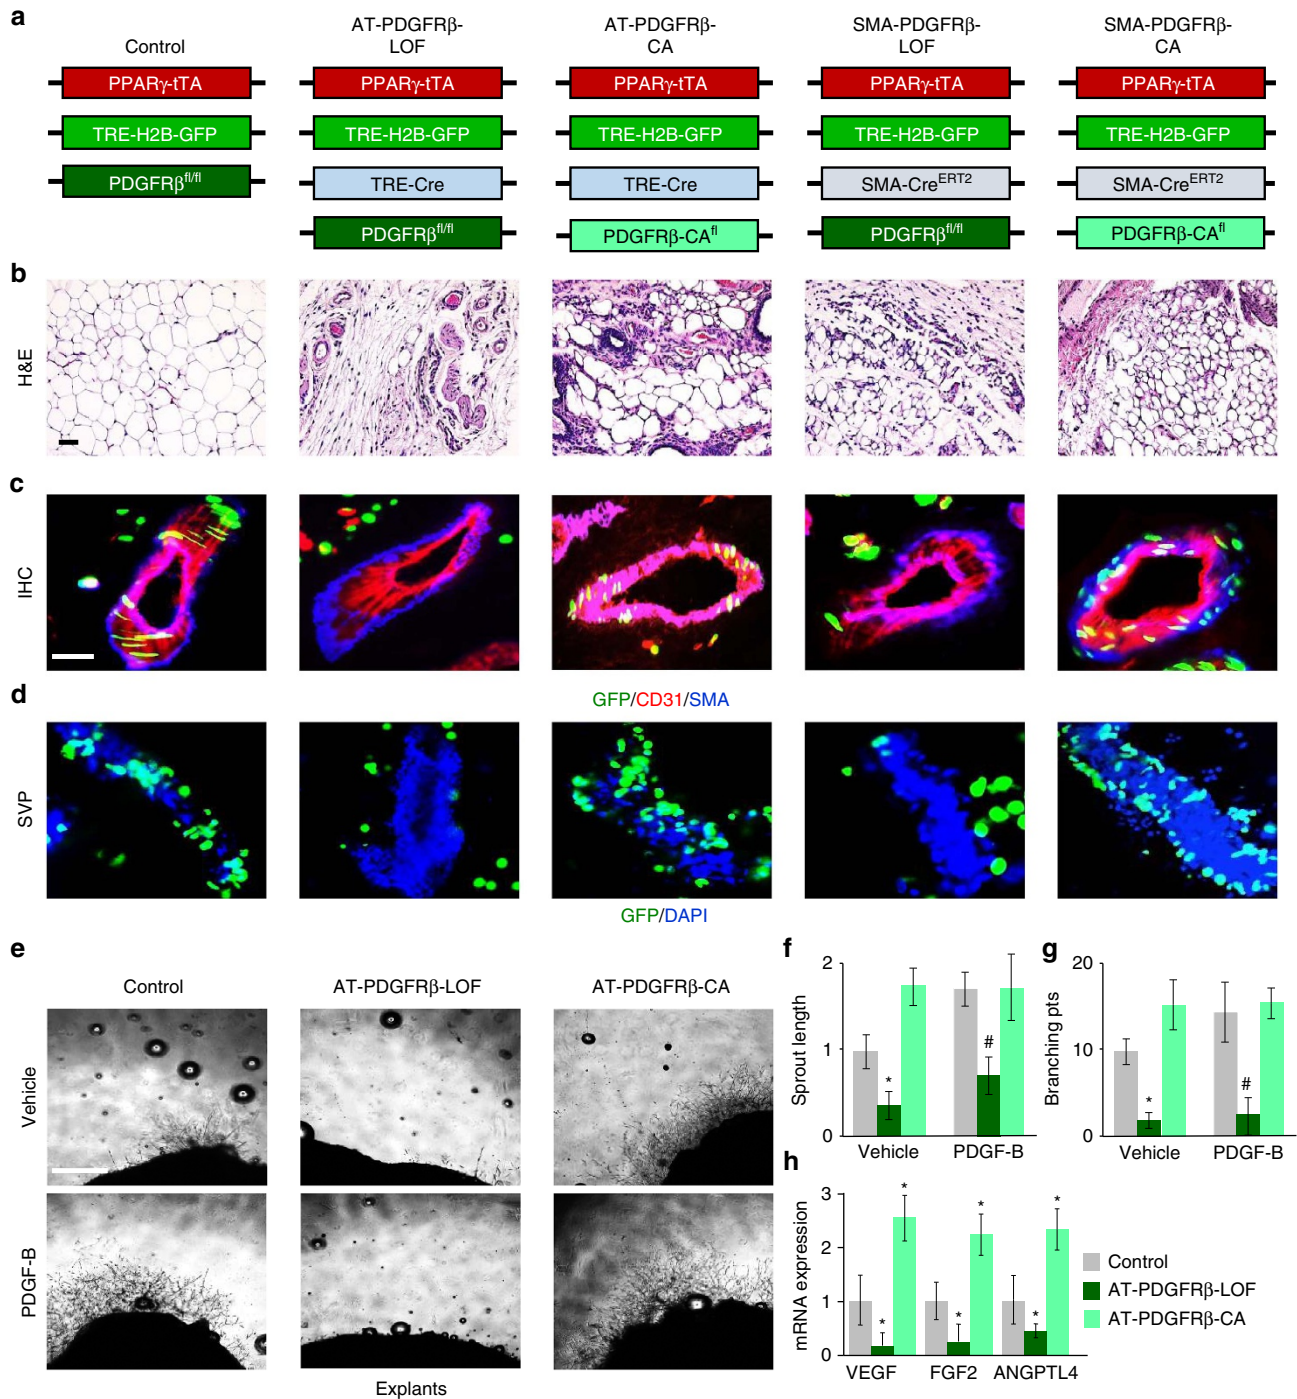 a
Control
AT-PDGFRβ-
LOF
AT-PDGFRβ-
CA
SMA-PDGFRβ-
LOF
SMA-PDGFRβ-
CA
PPARγ-tTA
PPARγ-tTA
PPARγ-tTA
PPARγ-tTA
PPARγ-tTA
TRE-H2B-GFP
TRE-H2B-GFP
TRE-H2B-GFP
TRE-H2B-GFP
TRE-H2B-GFP
PDGFRβfl/fl
TRE-Cre
TRE-Cre
SMA-CreERT2
SMA-CreERT2
PDGFRβfl/fl
PDGFRβ-CAfl
PDGFRβfl/fl
PDGFRβ-CAfl
b
H&E
c
IHC
GFP/CD31/SMA
d
SVP
GFP/DAPI
e
Control
AT-PDGFRβ-LOF
AT-PDGFRβ-CA
Vehicle
PDGF-B
Explants
f
Sprout length
2
1
0
*
#
Vehicle
PDGF-B
g
Branching pts
20
10
0
*
#
Vehicle
PDGF-B
h
mRNA expression
3
2
1
0
*
*
*
*
*
*
VEGF
FGF2
ANGPTL4
Control
AT-PDGFRβ-LOF
AT-PDGFRβ-CA